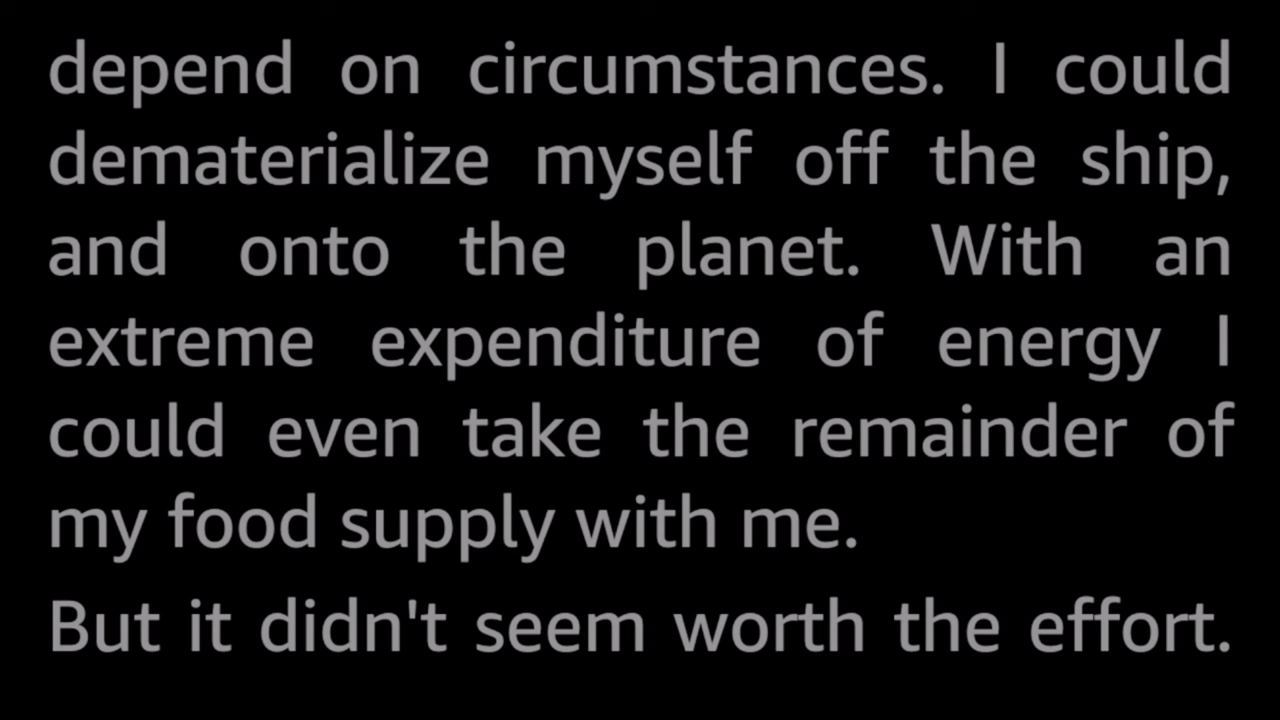 depend on circumstances. I could
dematerialize myself off the ship,
and onto the planet. With an
extreme expenditure of energy I
could even take the remainder of
my food supply with me.
But it didn't seem worth the effort.